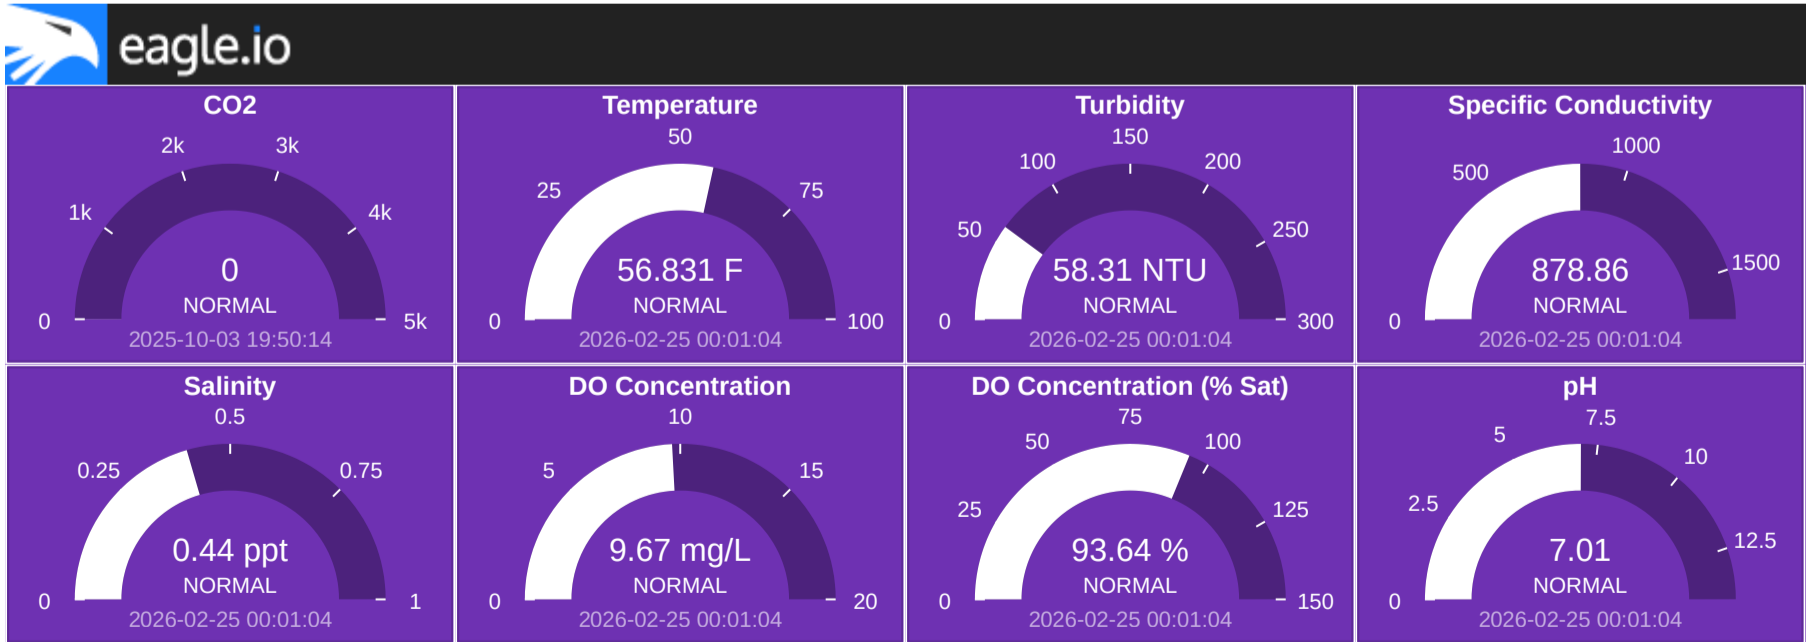 eagle.io
CO2
0
1k
2k
3k
4k
5k
0
NORMAL
2025-10-03 19:50:14
Temperature
0
25
50
75
100
56.831 F
NORMAL
2026-02-25 00:01:04
Turbidity
0
50
100
150
200
250
300
58.31 NTU
NORMAL
2026-02-25 00:01:04
Specific Conductivity
0
500
1000
1500
878.86
NORMAL
2026-02-25 00:01:04
Salinity
0
0.25
0.5
0.75
1
0.44 ppt
NORMAL
2026-02-25 00:01:04
DO Concentration
0
5
10
15
20
9.67 mg/L
NORMAL
2026-02-25 00:01:04
DO Concentration (% Sat)
0
25
50
75
100
125
150
93.64 %
NORMAL
2026-02-25 00:01:04
pH
0
2.5
5
7.5
10
12.5
7.01
NORMAL
2026-02-25 00:01:04